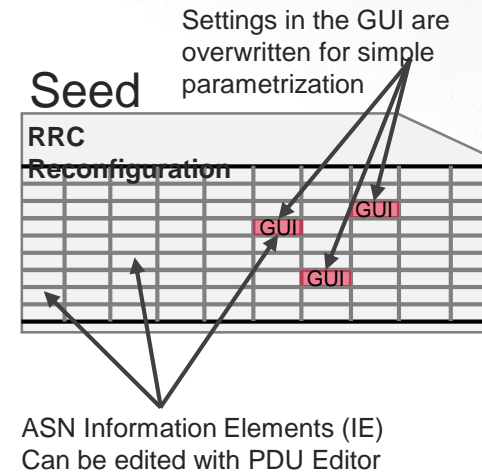 Settings in the GUI are
overwritten for simple
parametrization
Seed
RRC
Reconfiguration
GUI
GUI
GUI
ASN Information Elements (IE)
Can be edited with PDU Editor